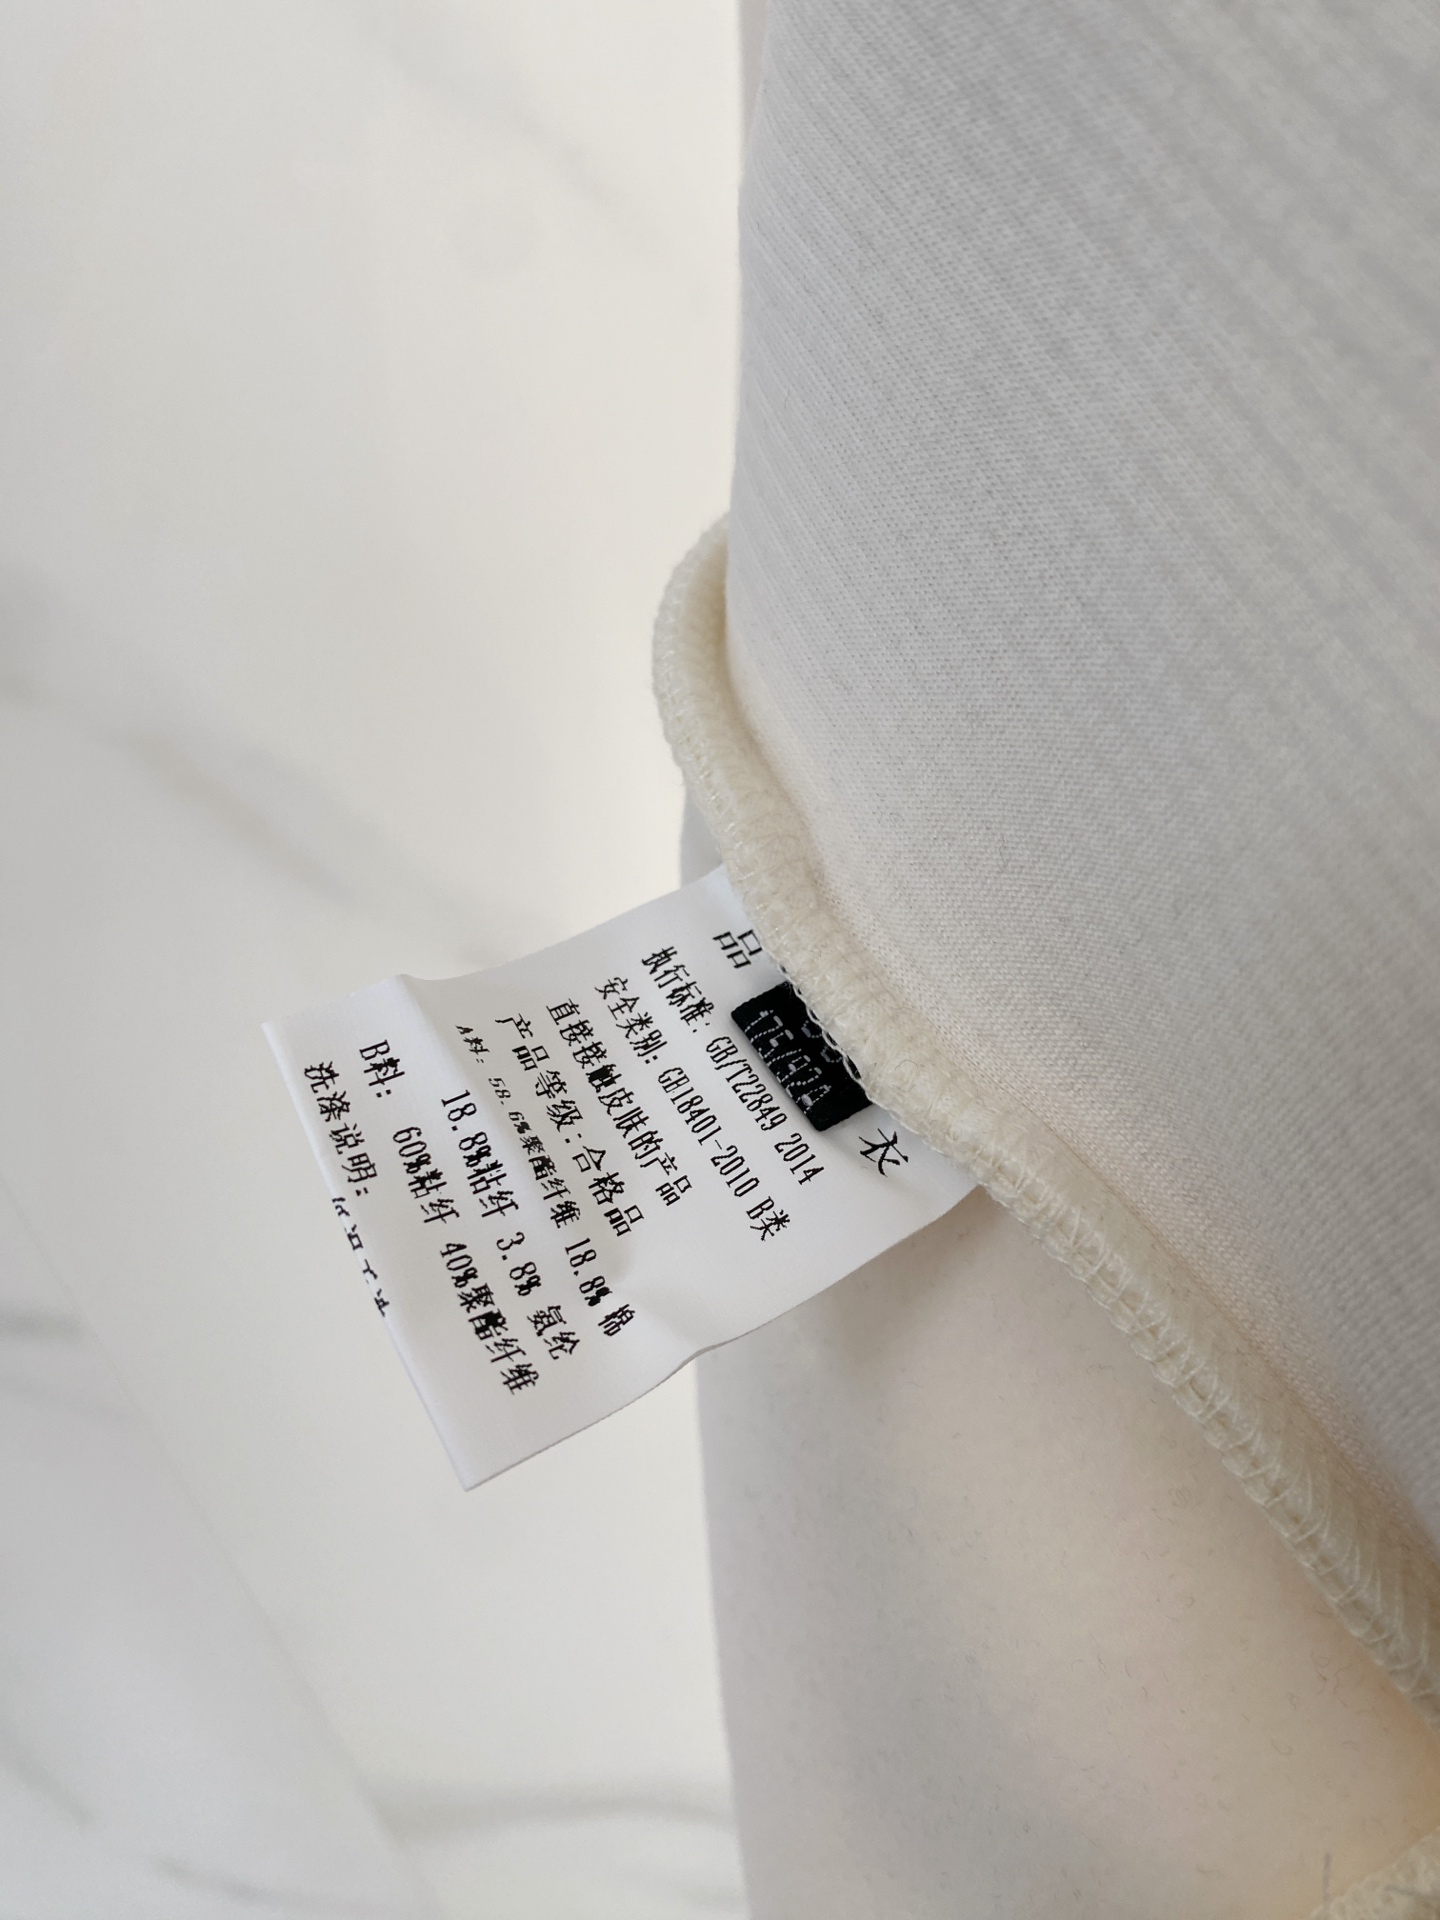 品 衣
175/92A
执行标准: GB/T22849 2014
安全类别: GB18401-2010 B类
直接接触皮肤的产品
产品等级:合格品
A料: 58.6%聚酯纤维 18.8% 棉
18.8%粘纤 3.8% 氨纶
B料: 60%粘纤 40%聚酯纤维
洗涤说明: